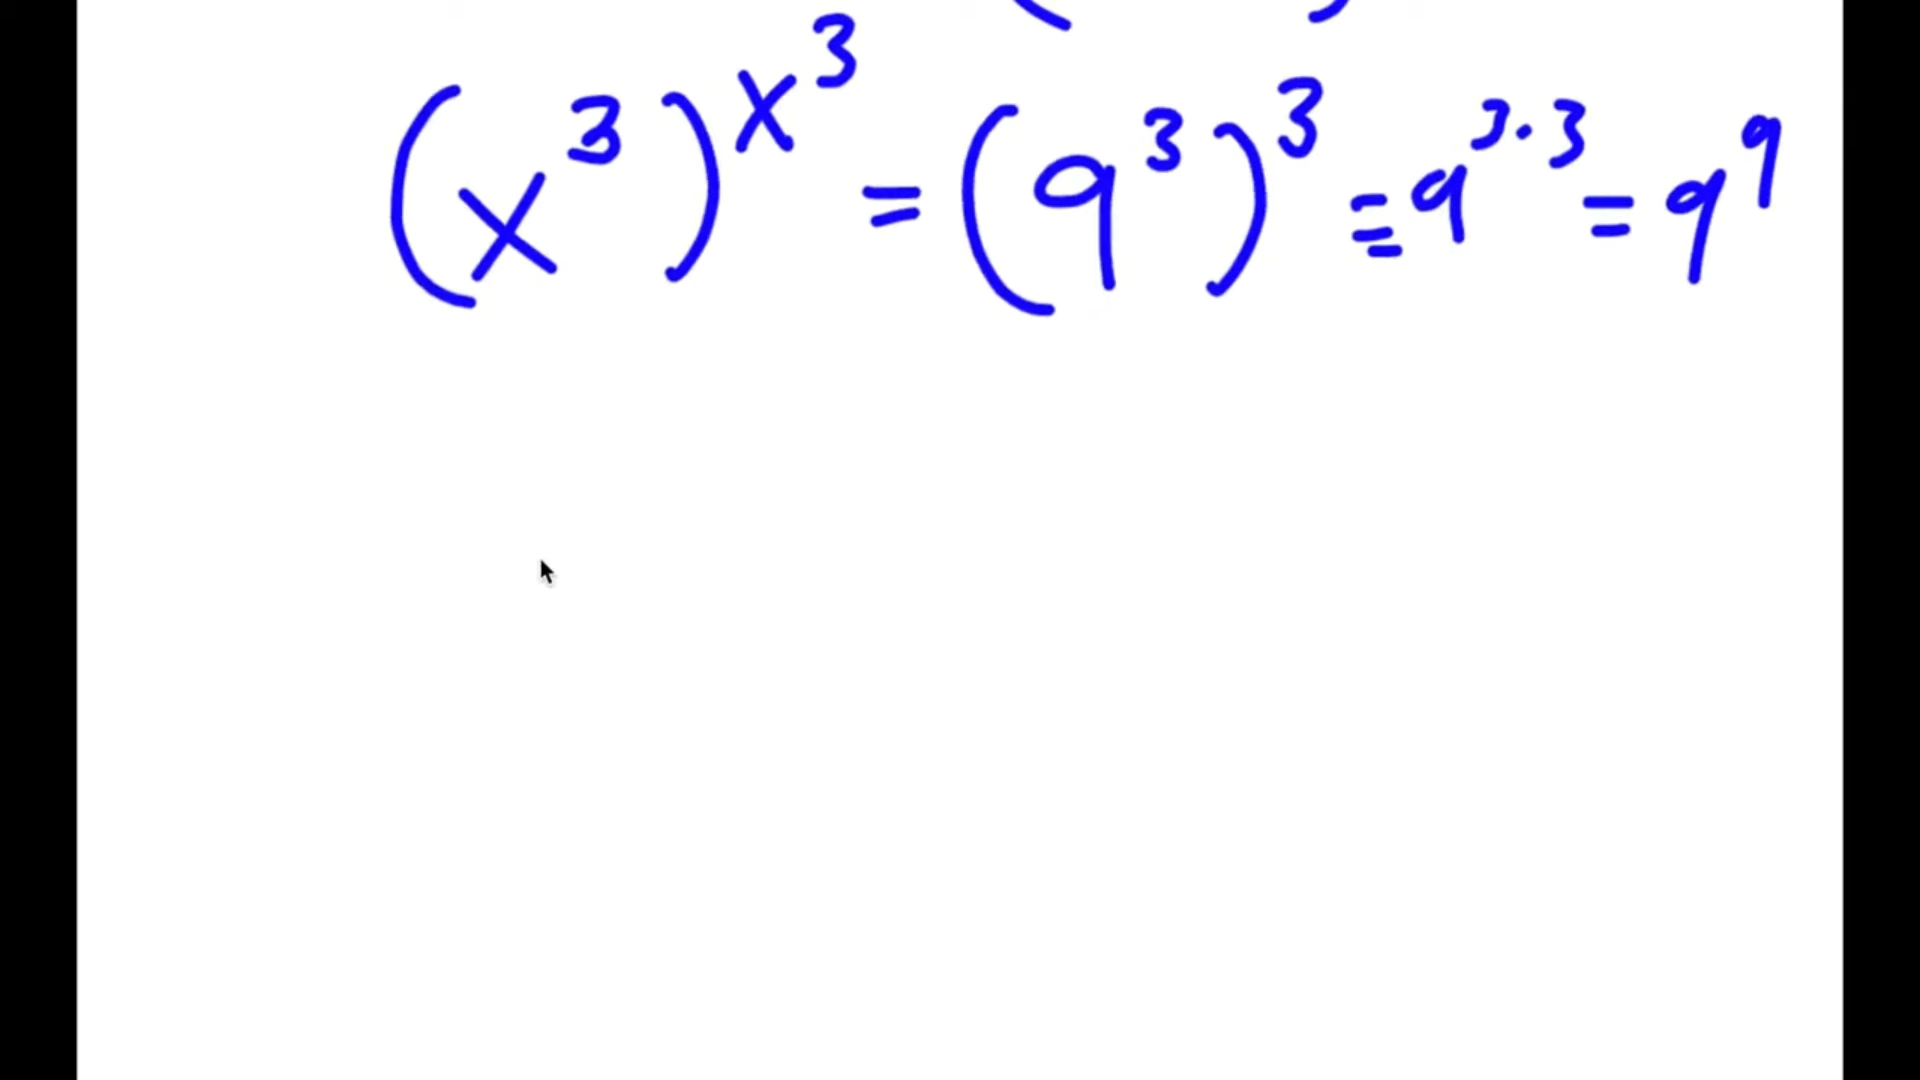 (x³)^x³ = (9³)³ = 9^3·3 = 9⁹